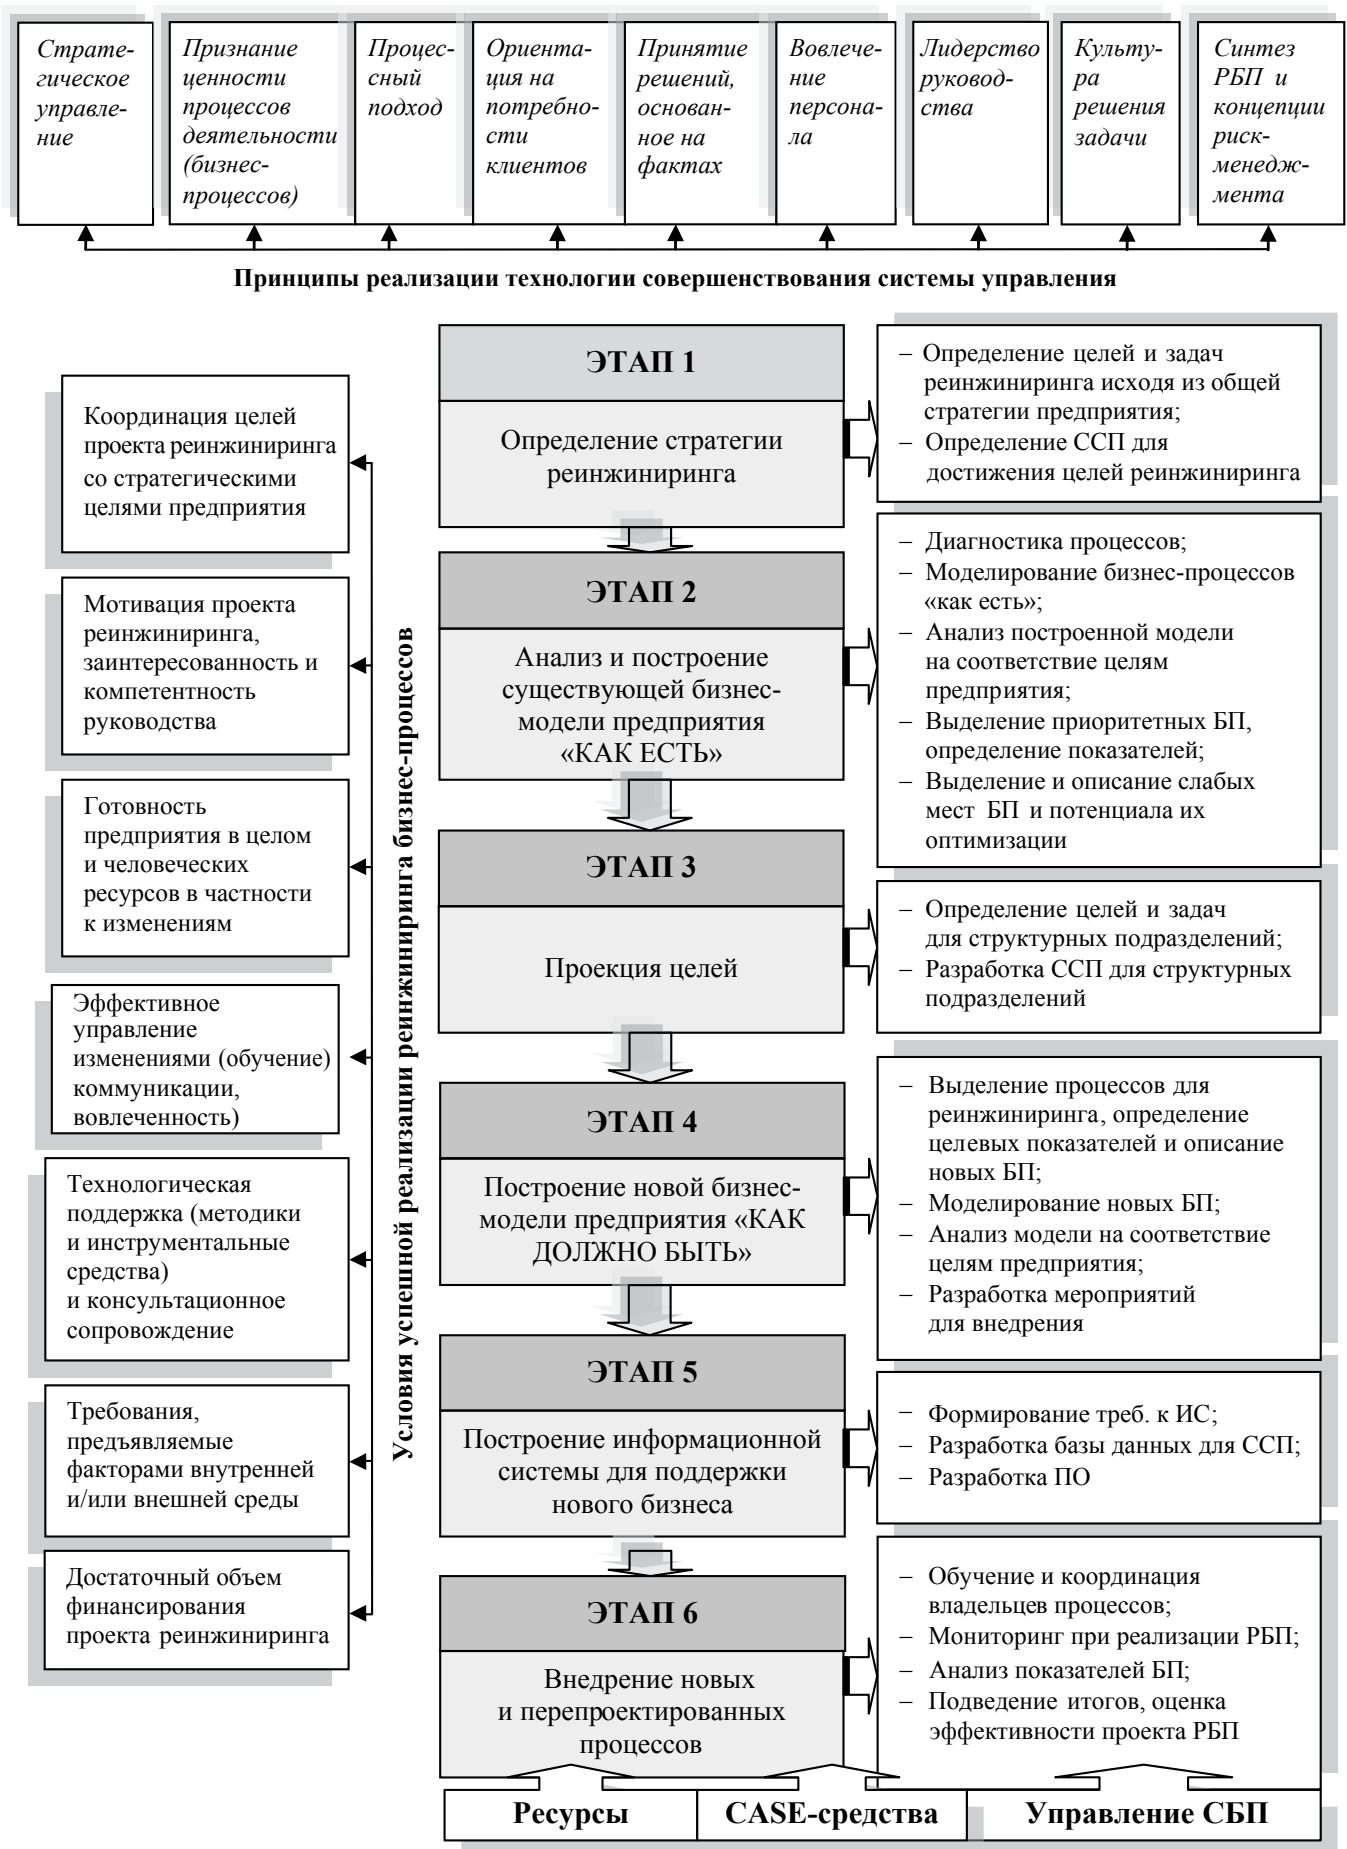 Страте-
гическое
управле-
ние
Признание
ценности
процессов
деятельности
(бизнес-
процессов)
Процес-
сный
подход
Ориента-
ция на
потребно-
сти
клиентов
Принятие
решений,
основан-
ное на
фактах
Вовлече-
ние
персона-
ла
Лидерство
руковод-
ства
Культу-
ра
решения
задачи
Синтез
РБП и
концепции
риск-
менедж-
мента
Принципы реализации технологии совершенствования системы управления
Координация целей
проекта реинжиниринга
со стратегическими
целями предприятия
Мотивация проекта
реинжиниринга,
заинтересованность и
компетентность
руководства
Готовность
предприятия в целом
и человеческих
ресурсов в частности
к изменениям
Эффективное
управление
изменениями (обучение)
коммуникации,
вовлеченность)
Технологическая
поддержка (методики
и инструментальные
средства)
и консультационное
сопровождение
Требования,
предъявляемые
факторами внутренней
и/или внешней среды
Достаточный объем
финансирования
проекта реинжиниринга
Условия успешной реализации реинжиниринга бизнес-процессов
ЭТАП 1
Определение стратегии
реинжиниринга
– Определение целей и задач
реинжиниринга исходя из общей
стратегии предприятия;
– Определение ССП для
достижения целей реинжиниринга
ЭТАП 2
Анализ и построение
существующей бизнес-
модели предприятия
«КАК ЕСТЬ»
– Диагностика процессов;
– Моделирование бизнес-процессов
«как есть»;
– Анализ построенной модели
на соответствие целям
предприятия;
– Выделение приоритетных БП,
определение показателей;
– Выделение и описание слабых
мест БП и потенциала их
оптимизации
ЭТАП 3
Проекция целей
– Определение целей и задач
для структурных подразделений;
– Разработка ССП для структурных
подразделений
ЭТАП 4
Построение новой бизнес-
модели предприятия «КАК
ДОЛЖНО БЫТЬ»
– Выделение процессов для
реинжиниринга, определение
целевых показателей и описание
новых БП;
– Моделирование новых БП;
– Анализ модели на соответствие
целям предприятия;
– Разработка мероприятий
для внедрения
ЭТАП 5
Построение информационной
системы для поддержки
нового бизнеса
– Формирование треб. к ИС;
– Разработка базы данных для ССП;
– Разработка ПО
ЭТАП 6
Внедрение новых
и перепроектированных
процессов
– Обучение и координация
владельцев процессов;
– Мониторинг при реализации РБП;
– Анализ показателей БП;
– Подведение итогов, оценка
эффективности проекта РБП
Ресурсы
CASE-средства
Управление СБП